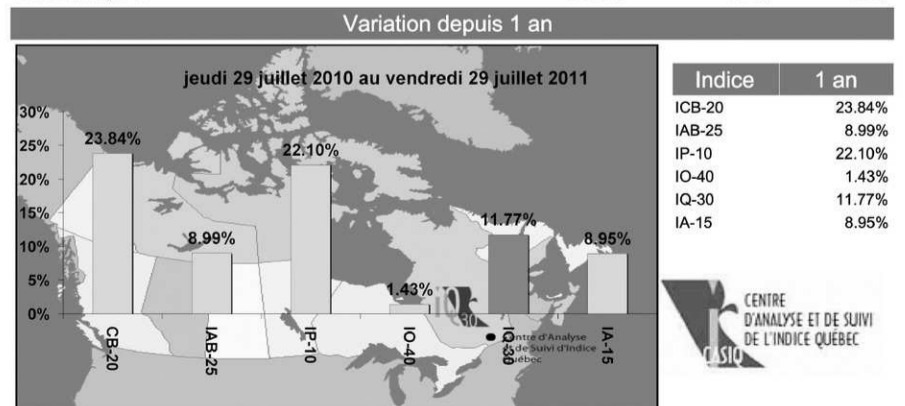 Variation depuis 1 an
jeudi 29 juillet 2010 au vendredi 29 juillet 2011
30%
25%
20%
15%
10%
5%
0%
23.84%
8.99%
22.10%
1.43%
11.77%
8.95%
CB-20
IAB-25
IP-10
IO-40
IQ-30
IA-15
IQ
30
entre d'Analyse
de Suivi d'Indice
uébec
Indice 1 an
ICB-20 23.84%
IAB-25 8.99%
IP-10 22.10%
IO-40 1.43%
IQ-30 11.77%
IA-15 8.95%
CASIQ
CENTRE
D'ANALYSE ET DE SUIVI
DE L'INDICE QUÉBEC